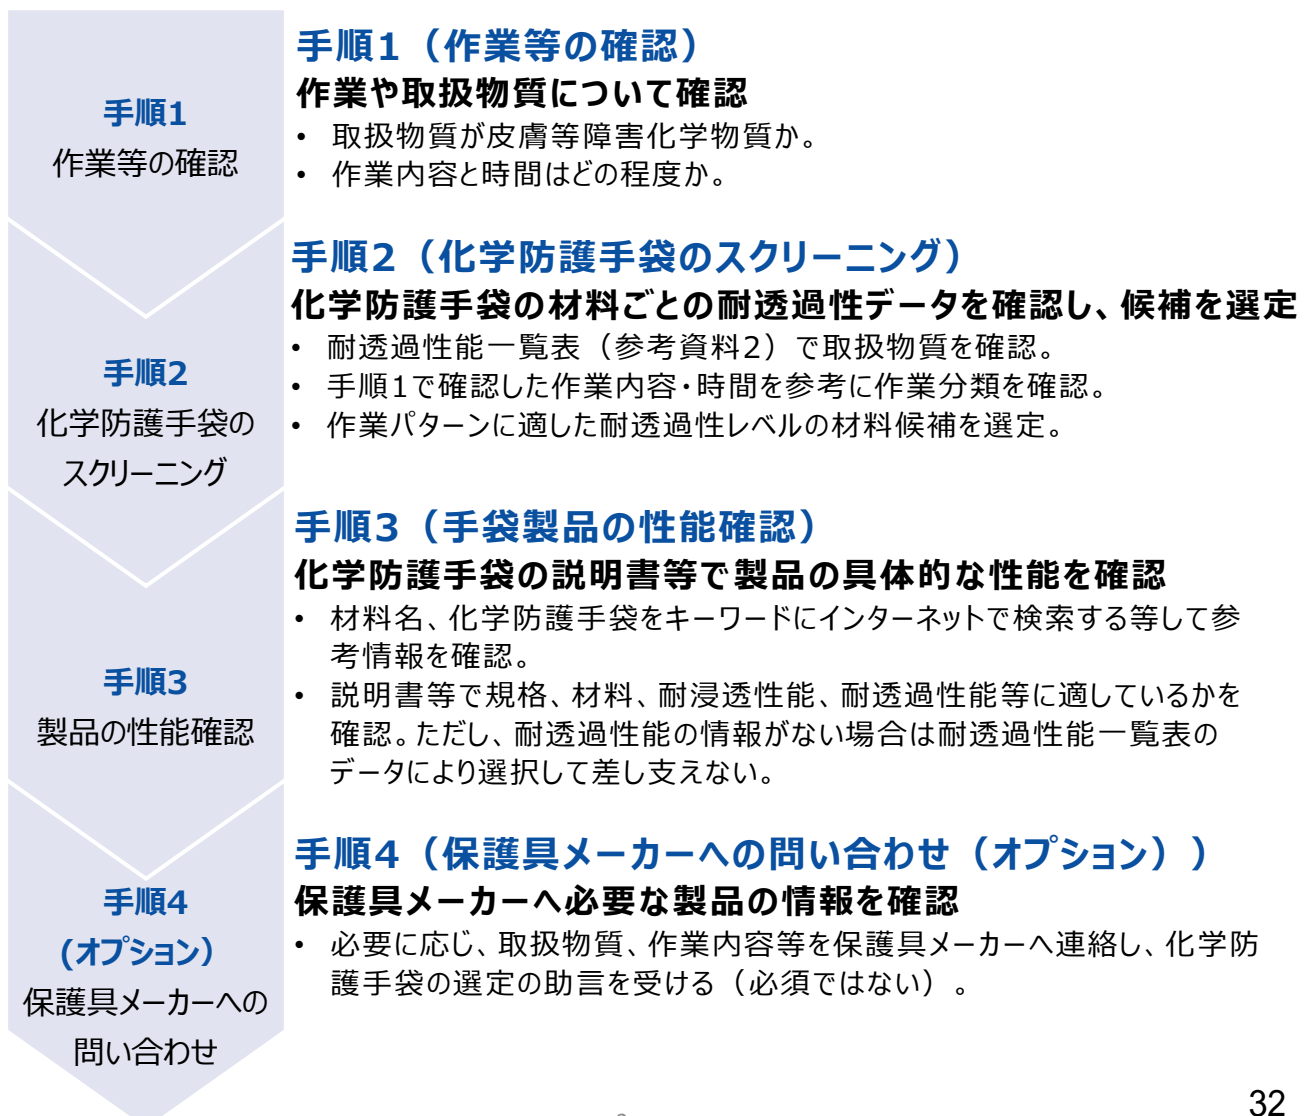 手順1
作業等の確認
手順1（作業等の確認）
作業や取扱物質について確認
• 取扱物質が皮膚等障害化学物質か。
• 作業内容と時間はどの程度か。
手順2
化学防護手袋の
スクリーニング
手順2（化学防護手袋のスクリーニング）
化学防護手袋の材料ごとの耐透過性データを確認し、候補を選定
• 耐透過性能一覧表（参考資料2）で取扱物質を確認。
• 手順1で確認した作業内容・時間を参考に作業分類を確認。
• 作業パターンに適した耐透過性レベルの材料候補を選定。
手順3
製品の性能確認
手順3（手袋製品の性能確認）
化学防護手袋の説明書等で製品の具体的な性能を確認
• 材料名、化学防護手袋をキーワードにインターネットで検索する等して参
考情報を確認。
• 説明書等で規格、材料、耐浸透性能、耐透過性能等に適しているかを
確認。ただし、耐透過性能の情報がない場合は耐透過性能一覧表の
データにより選択して差し支えない。
手順4
(オプション）
保護具メーカーへの
問い合わせ
手順4（保護具メーカーへの問い合わせ（オプション））
保護具メーカーへ必要な製品の情報を確認
• 必要に応じ、取扱物質、作業内容等を保護具メーカーへ連絡し、化学防
護手袋の選定の助言を受ける（必須ではない）。
32